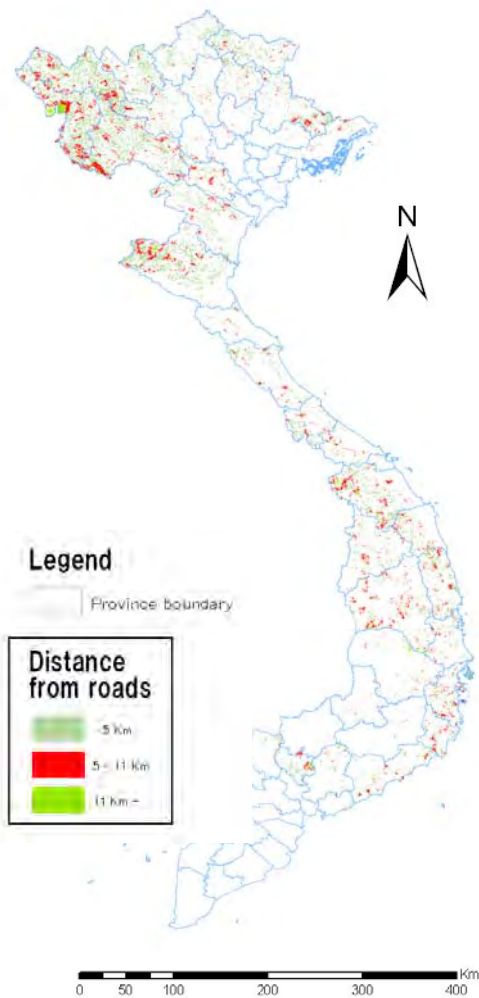 N
Legend
Province boundary
Distance
from roads
-5 Km
5 - 11 Km
11 Km -
Km
0 50 100 200 300 400